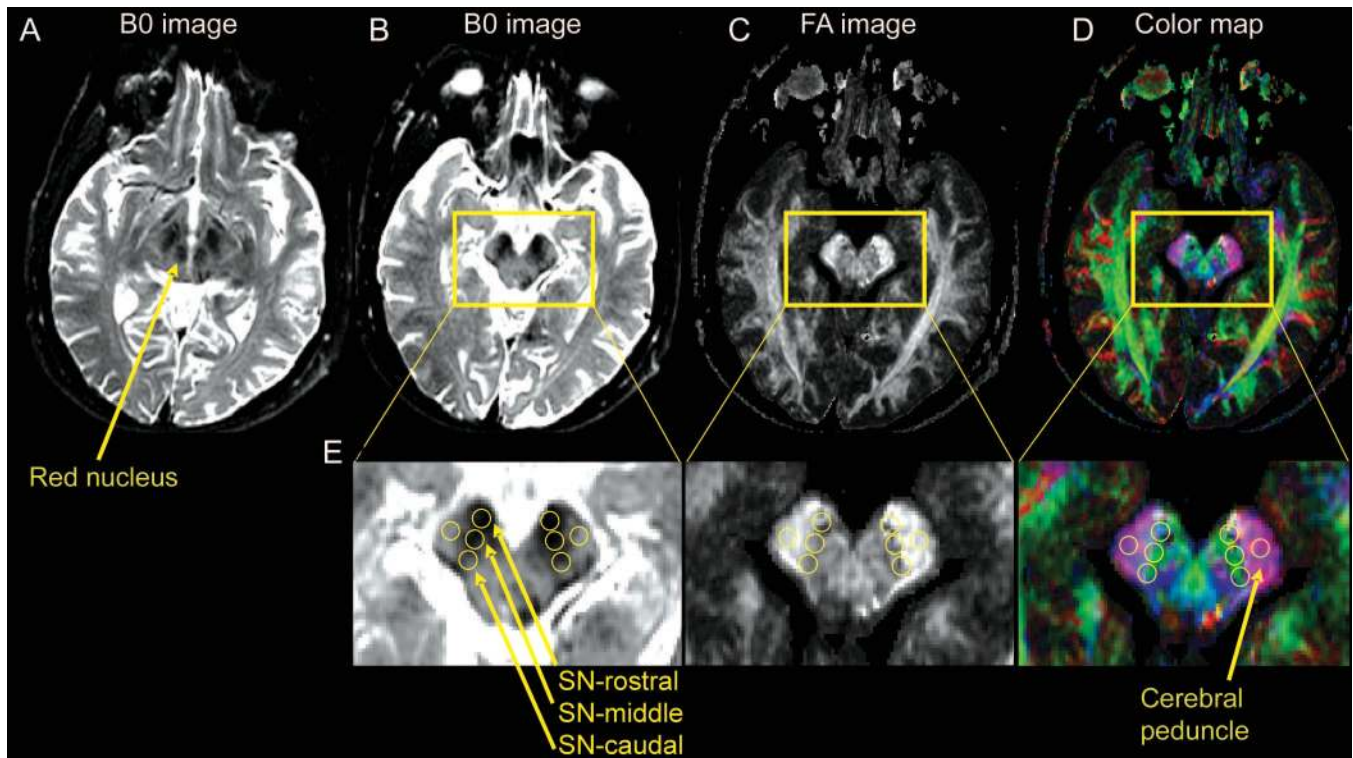 A
B0 image
B
B0 image
C
FA image
D
Color map
Red nucleus
E
SN-rostral
SN-middle
SN-caudal
Cerebral
peduncle